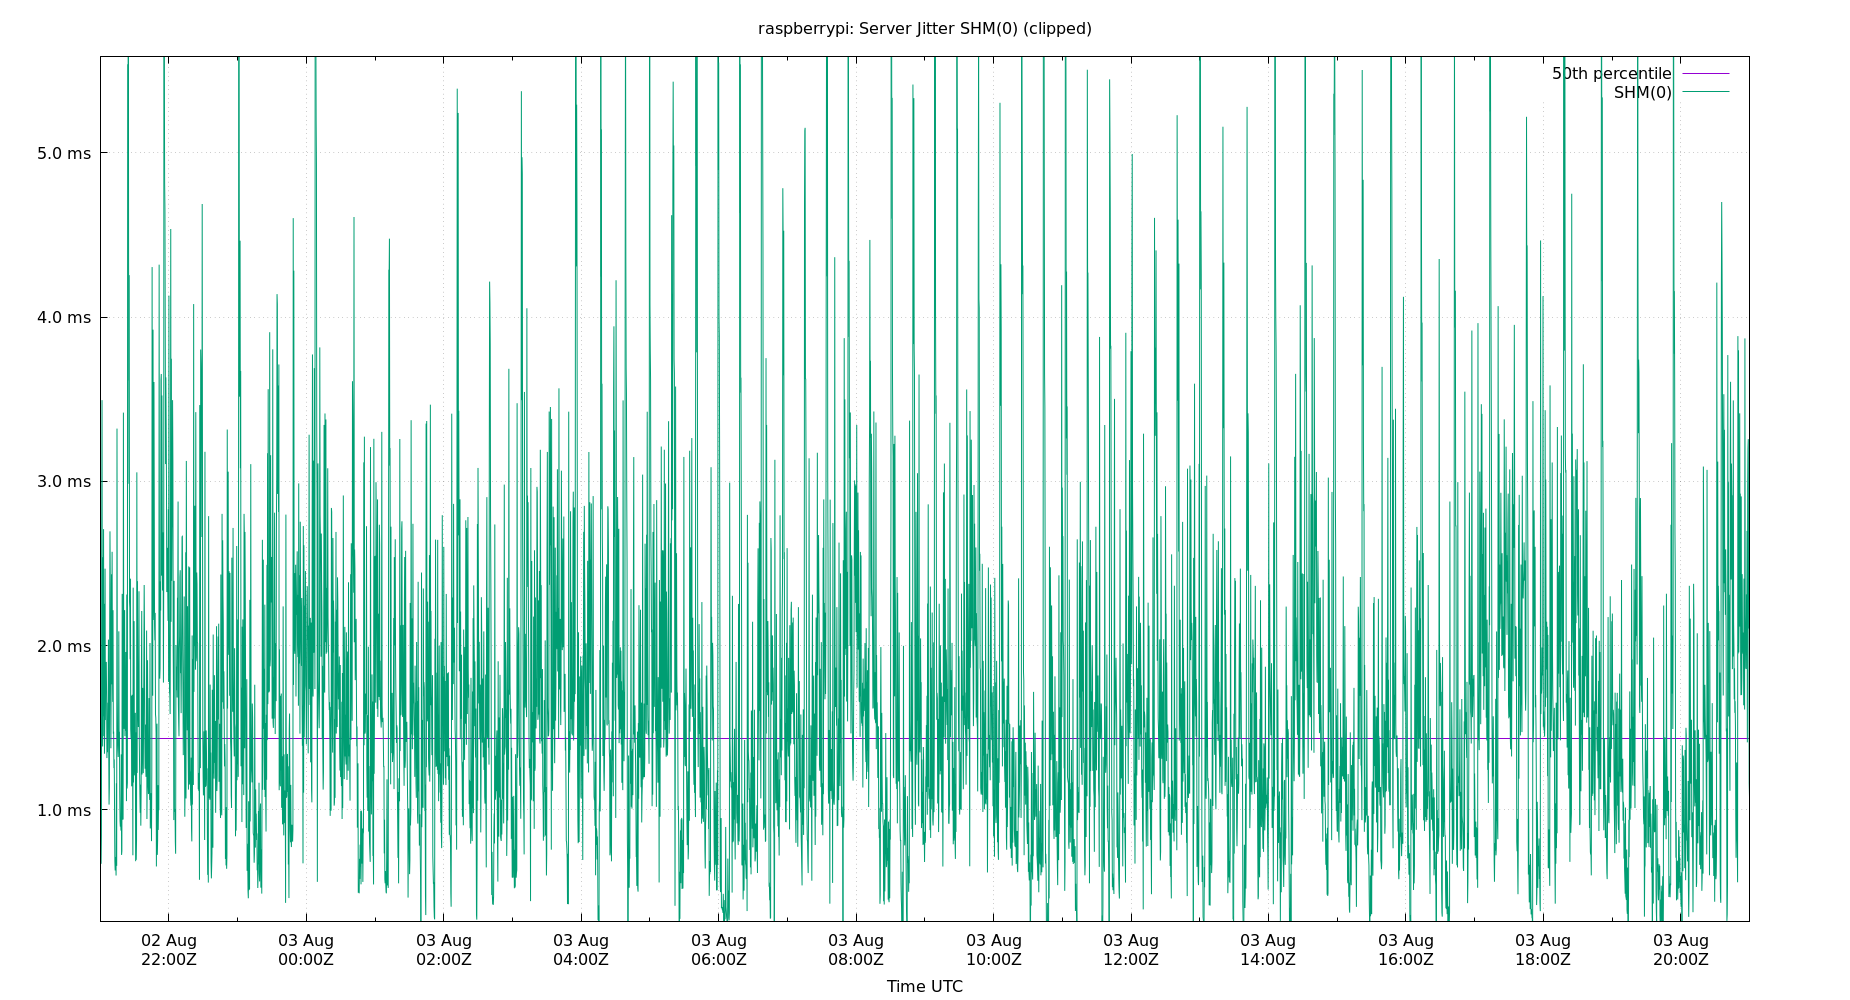 raspberrypi: Server Jitter SHM(0) (clipped)
50th percentile
SHM(0)
5.0 ms
4.0 ms
3.0 ms
2.0 ms
1.0 ms
02 Aug 03 Aug 03 Aug 03 Aug 03 Aug 03 Aug 03 Aug 03 Aug 03 Aug 03 Aug 03 Aug 03 Aug
22:00Z 00:00Z 02:00Z 04:00Z 06:00Z 08:00Z 10:00Z 12:00Z 14:00Z 16:00Z 18:00Z 20:00Z
Time UTC